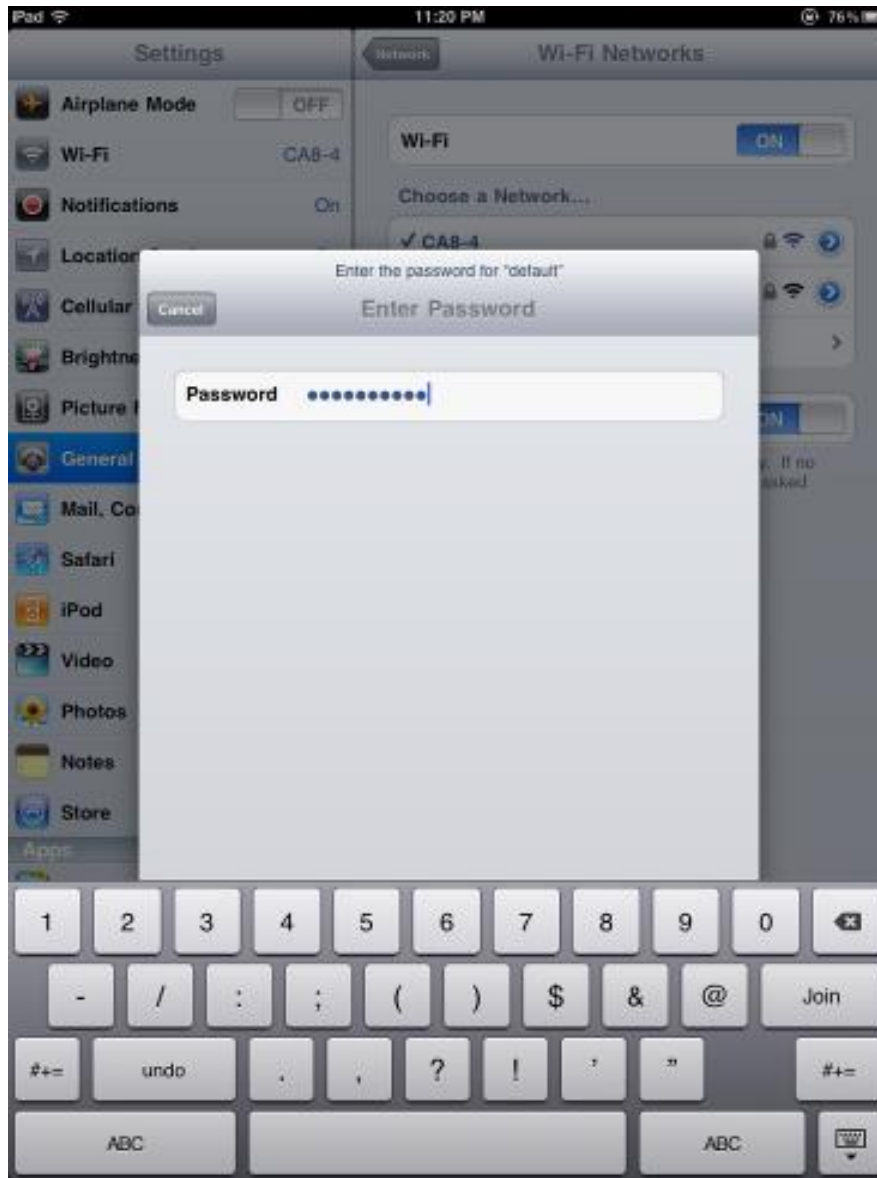 iPad 11:20 PM 76%
Settings
Network Wi-Fi Networks
Airplane Mode OFF
Wi-Fi CA8-4
Notifications On
Location
Cellular
Brightne
Picture F
General
Mail, Co
Safari
iPod
Video
Photos
Notes
Store
Apps
Wi-Fi ON
Choose a Network...
✓ CA8-4
ON
y. If no
asked
Enter the password for "default"
Cancel Enter Password
Password ••••••••••
1 2 3 4 5 6 7 8 9 0
- / : ; ( ) $ & @ Join
#+= undo . , ? ! ' " #+=
ABC ABC